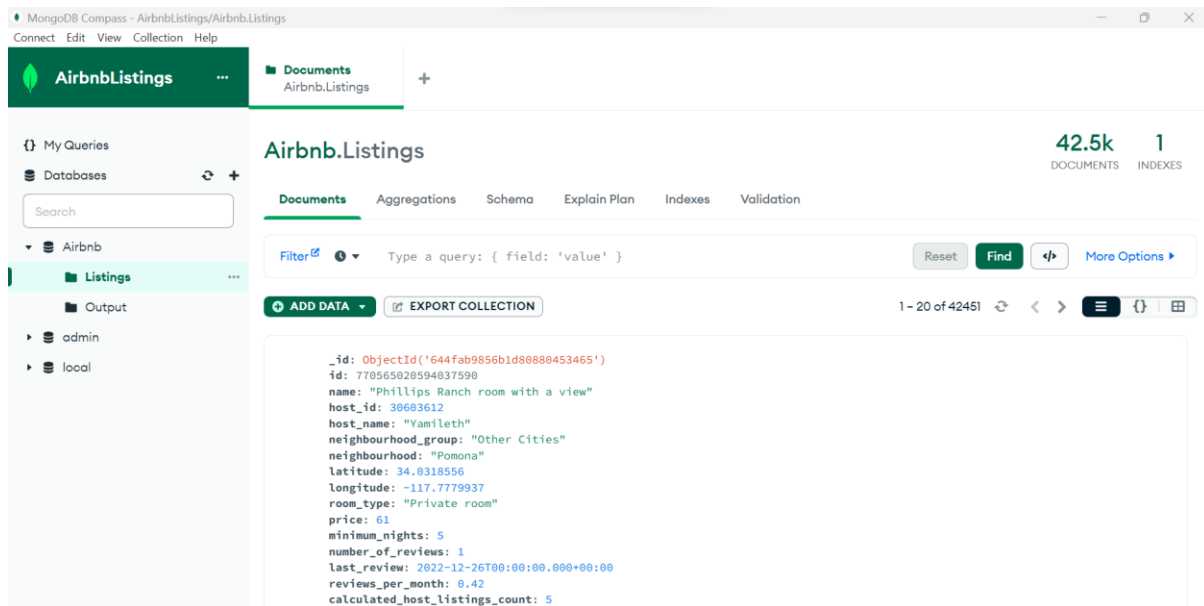 MongoDB Compass - AirbnbListings/Airbnb.Listings
Connect Edit View Collection Help
AirbnbListings ...
Documents
Airbnb.Listings
+
{} My Queries
Databases
Search
Airbnb
Listings ...
Output
admin
local
Airbnb.Listings
42.5k
DOCUMENTS
1
INDEXES
Documents Aggregations Schema Explain Plan Indexes Validation
Filter Type a query: { field: 'value' } Reset Find </> More Options
ADD DATA EXPORT COLLECTION 1 – 20 of 42451 {}
_id: ObjectId('644fab9856b1d80880453465')
id: 770565020594037590
name: "Phillips Ranch room with a view"
host_id: 30603612
host_name: "Yamileth"
neighbourhood_group: "Other Cities"
neighbourhood: "Pomona"
latitude: 34.0318556
longitude: -117.7779937
room_type: "Private room"
price: 61
minimum_nights: 5
number_of_reviews: 1
last_review: 2022-12-26T00:00:00.000+00:00
reviews_per_month: 0.42
calculated_host_listings_count: 5